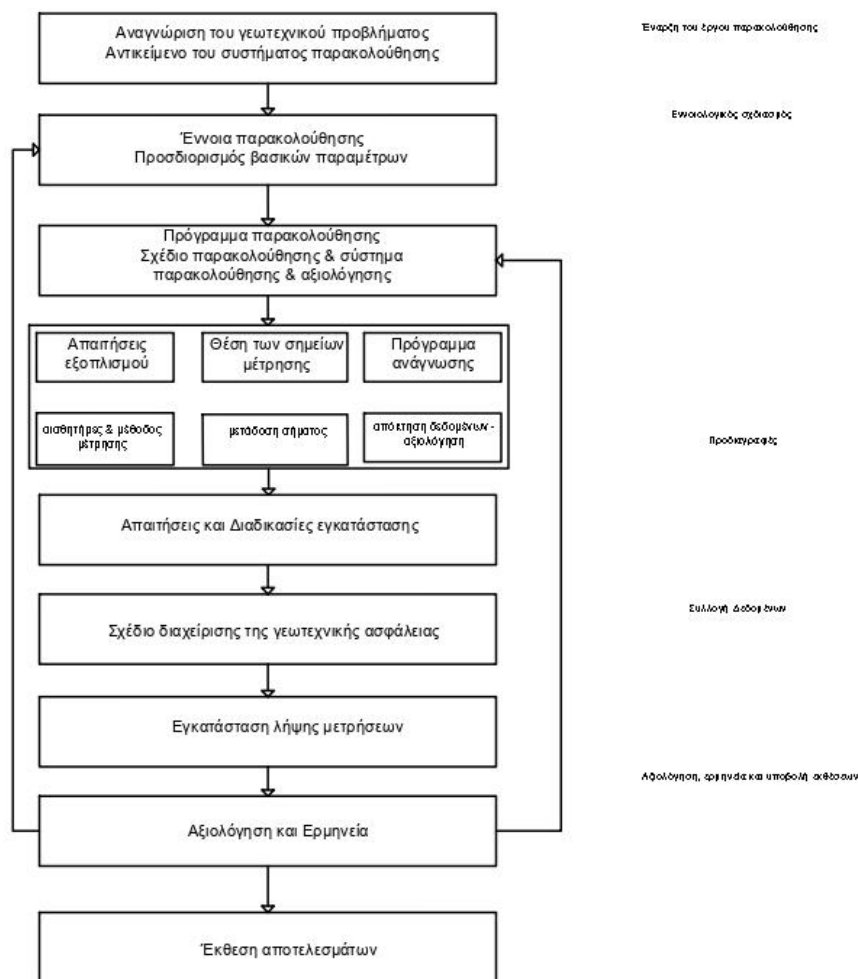 Αναγνώριση του γεωτεχνικού προβλήματος
Αντικείμενο του συστήματος παρακολούθησης
Έναρξη του έργου παρακολούθησης
Έννοια παρακολούθησης
Προσδιορισμός βασικών παραμέτρων
Εννοιολογικός σχδιασμός
Πρόγραμμα παρακολούθησης
Σχέδιο παρακολούθησης & σύστημα
παρακολούθησης & αξιολόγησης
Απαιτήσεις
εξοπλισμού
Θέση των σημείων
μέτρησης
Πρόγραμμα
ανάγνωσης
αισθητήρες & μέθοδος
μέτρησης
μετάδοση σήματος
απόκτηση δεδομένων -
αξιολόγηση
Προδιαγραφές
Απαιτήσεις και Διαδικασίες εγκατάστασης
Συλλογή Δεδομένων
Σχέδιο διαχείρισης της γεωτεχνικής ασφάλειας
Εγκατάσταση λήψης μετρήσεων
Αξιολόγηση, ερμηνεία και υποβολή εκθέσεων
Αξιολόγηση και Ερμηνεία
Έκθεση αποτελεσμάτων